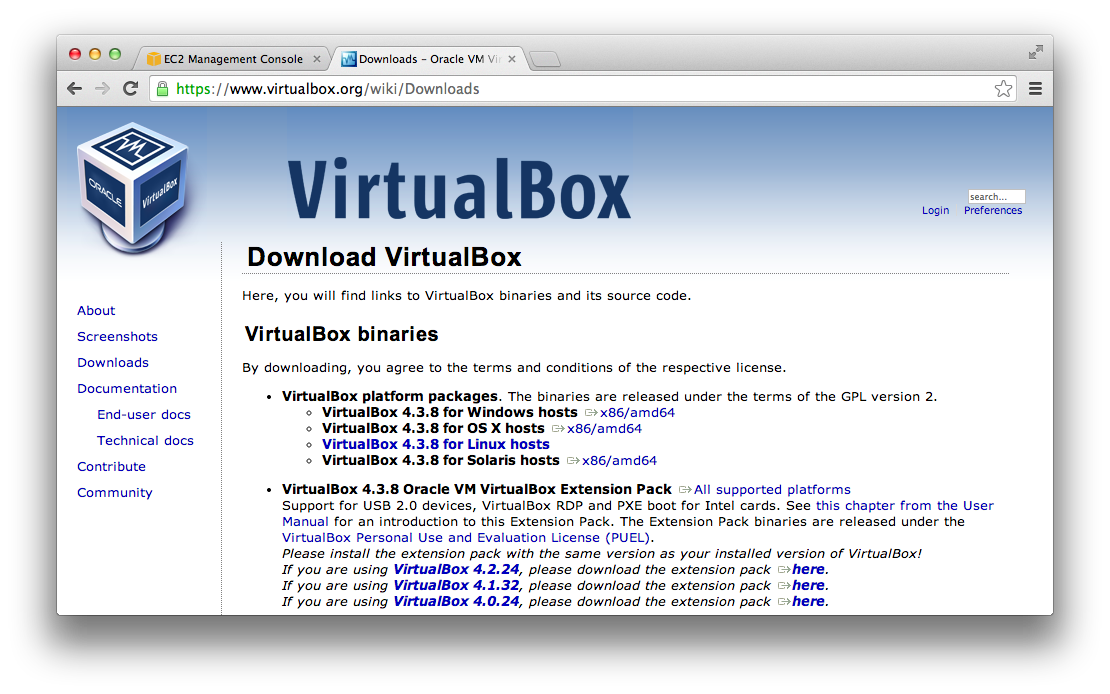 EC2 Management Console
Downloads – Oracle VM Vi
https://www.virtualbox.org/wiki/Downloads
ORACLE
VirtualBox
VirtualBox
search...
Login
Preferences
Download VirtualBox
Here, you will find links to VirtualBox binaries and its source code.
About
Screenshots
Downloads
Documentation
End-user docs
Technical docs
Contribute
Community
VirtualBox binaries
By downloading, you agree to the terms and conditions of the respective license.
VirtualBox platform packages. The binaries are released under the terms of the GPL version 2.
VirtualBox 4.3.8 for Windows hosts x86/amd64
VirtualBox 4.3.8 for OS X hosts x86/amd64
VirtualBox 4.3.8 for Linux hosts
VirtualBox 4.3.8 for Solaris hosts x86/amd64
VirtualBox 4.3.8 Oracle VM VirtualBox Extension Pack All supported platforms
Support for USB 2.0 devices, VirtualBox RDP and PXE boot for Intel cards. See this chapter from the User
Manual for an introduction to this Extension Pack. The Extension Pack binaries are released under the
VirtualBox Personal Use and Evaluation License (PUEL).
Please install the extension pack with the same version as your installed version of VirtualBox!
If you are using VirtualBox 4.2.24, please download the extension pack here.
If you are using VirtualBox 4.1.32, please download the extension pack here.
If you are using VirtualBox 4.0.24, please download the extension pack here.